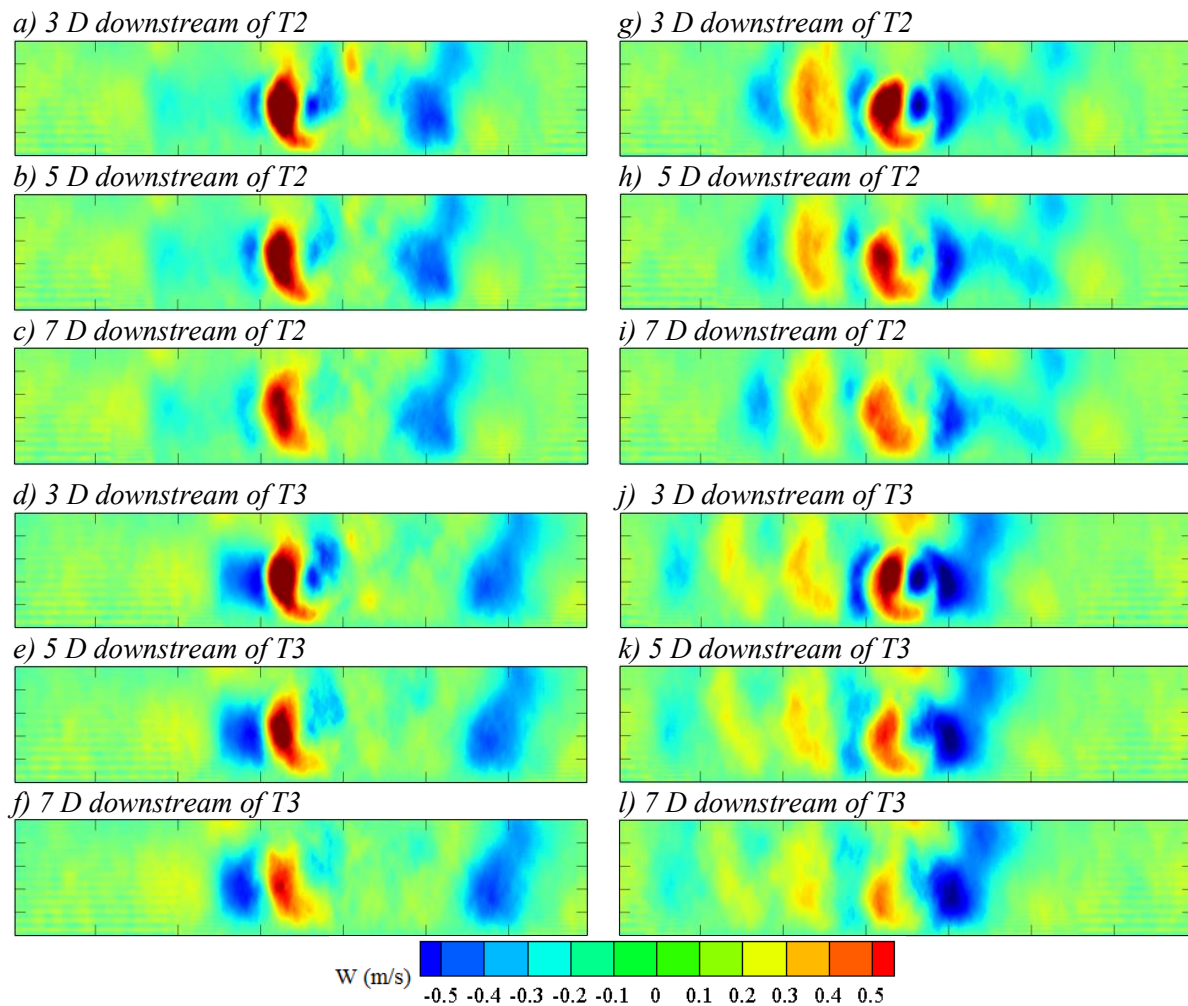 a) 3 D downstream of T2
b) 5 D downstream of T2
c) 7 D downstream of T2
d) 3 D downstream of T3
e) 5 D downstream of T3
f) 7 D downstream of T3
g) 3 D downstream of T2
h) 5 D downstream of T2
i) 7 D downstream of T2
j) 3 D downstream of T3
k) 5 D downstream of T3
l) 7 D downstream of T3
W (m/s)
-0.5 -0.4 -0.3 -0.2 -0.1 0 0.1 0.2 0.3 0.4 0.5